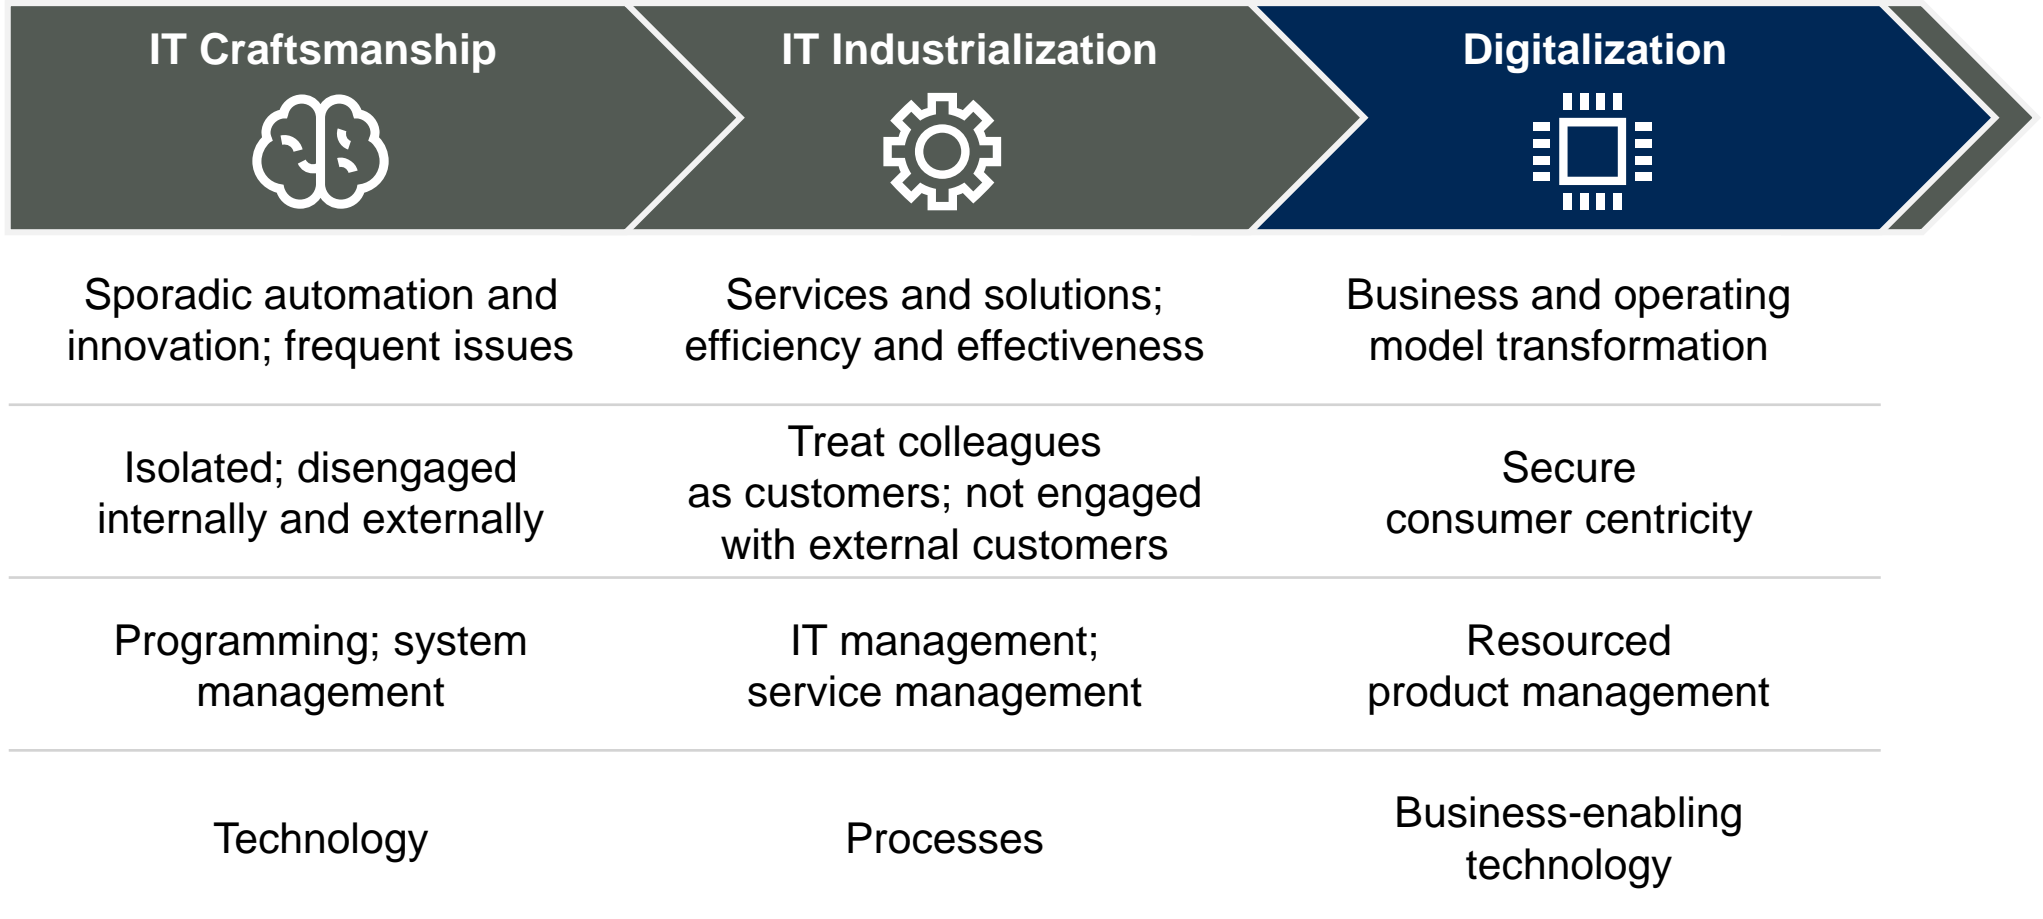 IT Craftsmanship
IT Industrialization
Digitalization
Sporadic automation and
innovation; frequent issues
Services and solutions;
efficiency and effectiveness
Business and operating
model transformation
Isolated; disengaged
internally and externally
Treat colleagues
as customers; not engaged
with external customers
Secure
consumer centricity
Programming; system
management
IT management;
service management
Resourced
product management
Technology
Processes
Business-enabling
technology